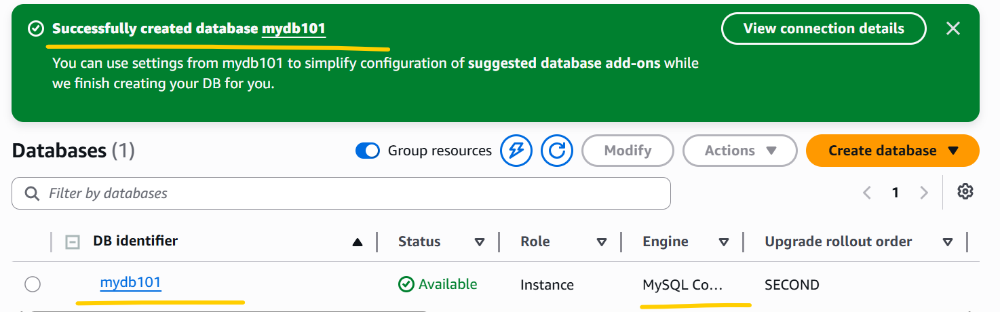 Successfully created database mydb101
View connection details
You can use settings from mydb101 to simplify configuration of suggested database add-ons while
we finish creating your DB for you.
Databases (1)
Group resources
Modify
Actions
Create database
Filter by databases
1
DB identifier
Status
Role
Engine
Upgrade rollout order
mydb101
Available
Instance
MySQL Co...
SECOND